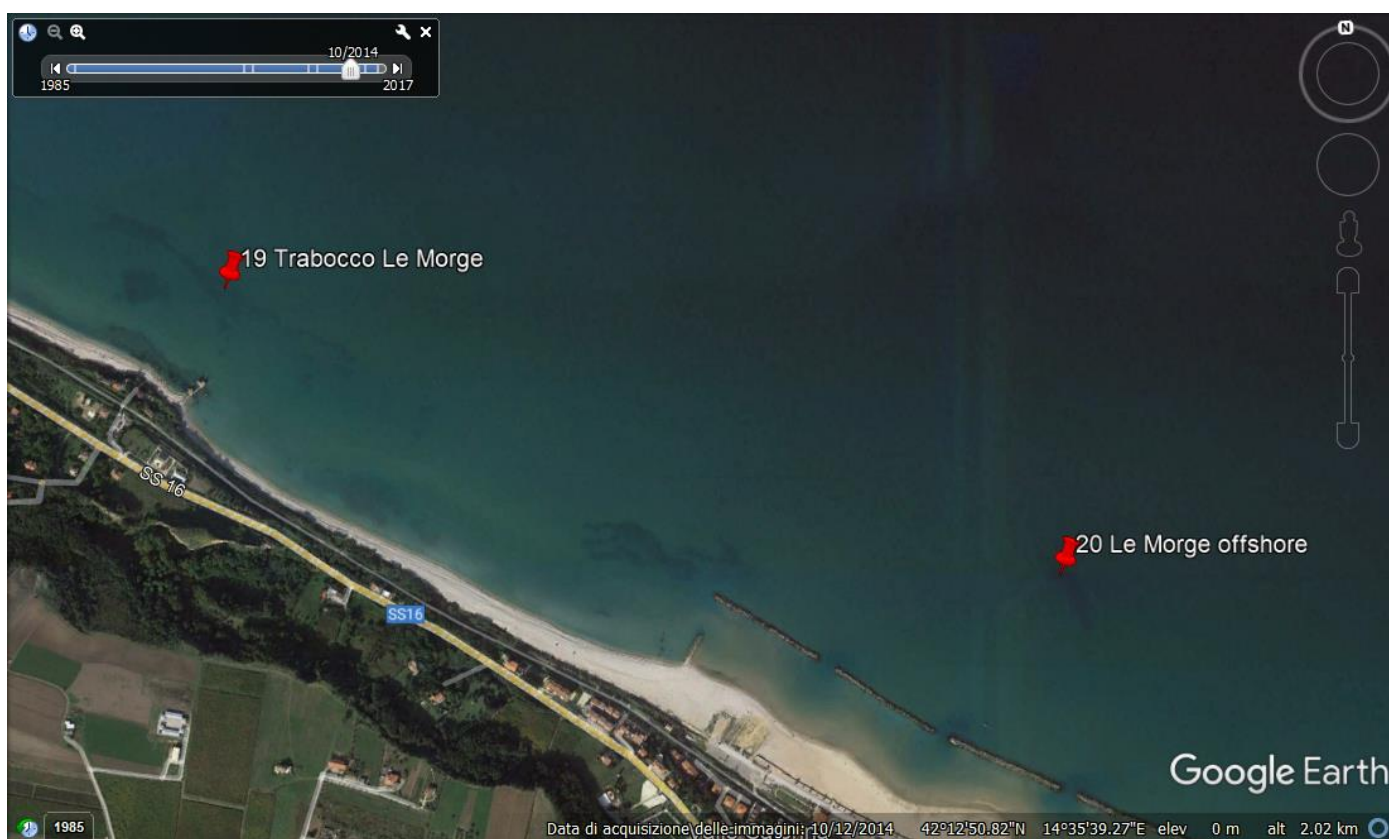 10/2014
1985
2017
N
19 Trabocco Le Morge
SS 16
20 Le Morge offshore
SS16
Google Earth
1985
Data di acquisizione delle immagini: 10/12/2014 42°12'50.82"N 14°35'39.27"E elev 0 m alt 2.02 km